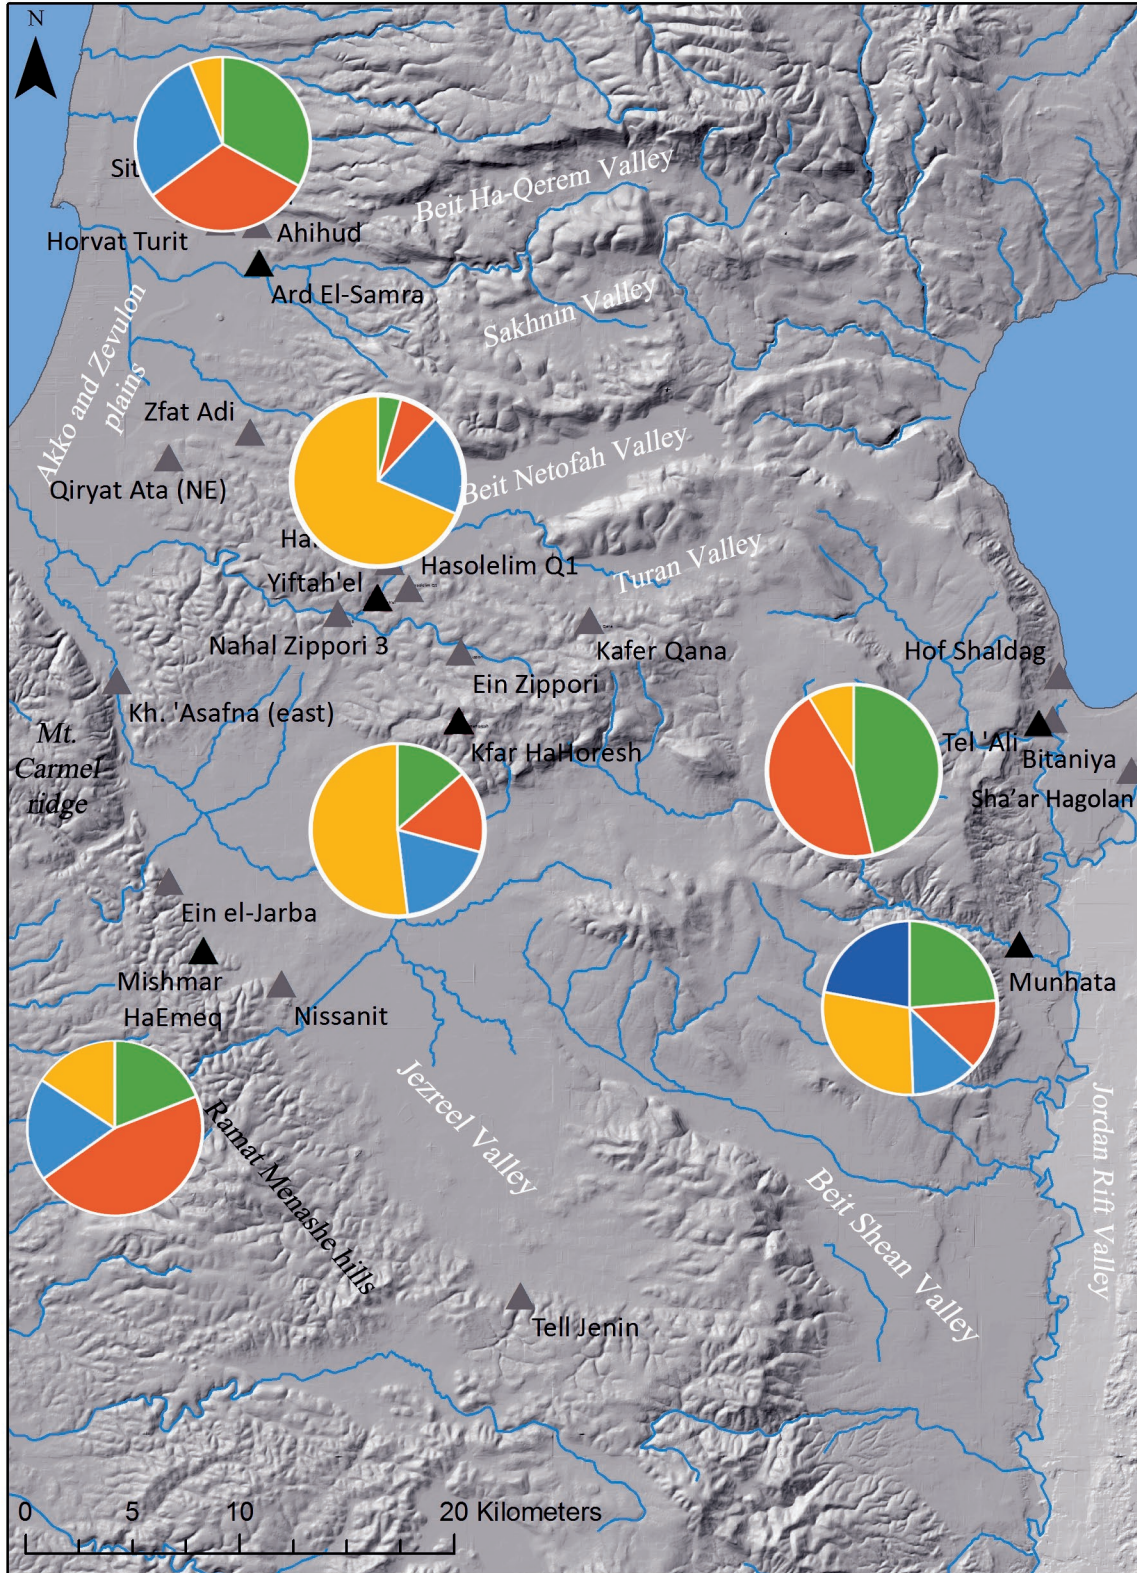 N
Beit Ha-Qerem Valley
Sit
Horvat Turit
Ahihud
Ard El-Samra
Sakhnin Valley
Akko and Zevulon
plains
Zfat Adi
Qiryat Ata (NE)
Beit Netofah Valley
Ha
Hasolelim Q1
Turan Valley
Yiftah'el
Nahal Zippori 3
Kafer Qana
Hof Shaldag
Ein Zippori
Kh. 'Asafna (east)
Mt.
Carmel
ridge
Kfar HaHoresh
Tel 'Ali
Bitaniya
Sha’ar Hagolan
Ein el-Jarba
Mishmar
HaEmeq
Nissanit
Munhata
Jezreel Valley
Ramat Menashe hills
Jordan Rift Valley
Beit Shean Valley
Tell Jenin
0 5 10 20 Kilometers